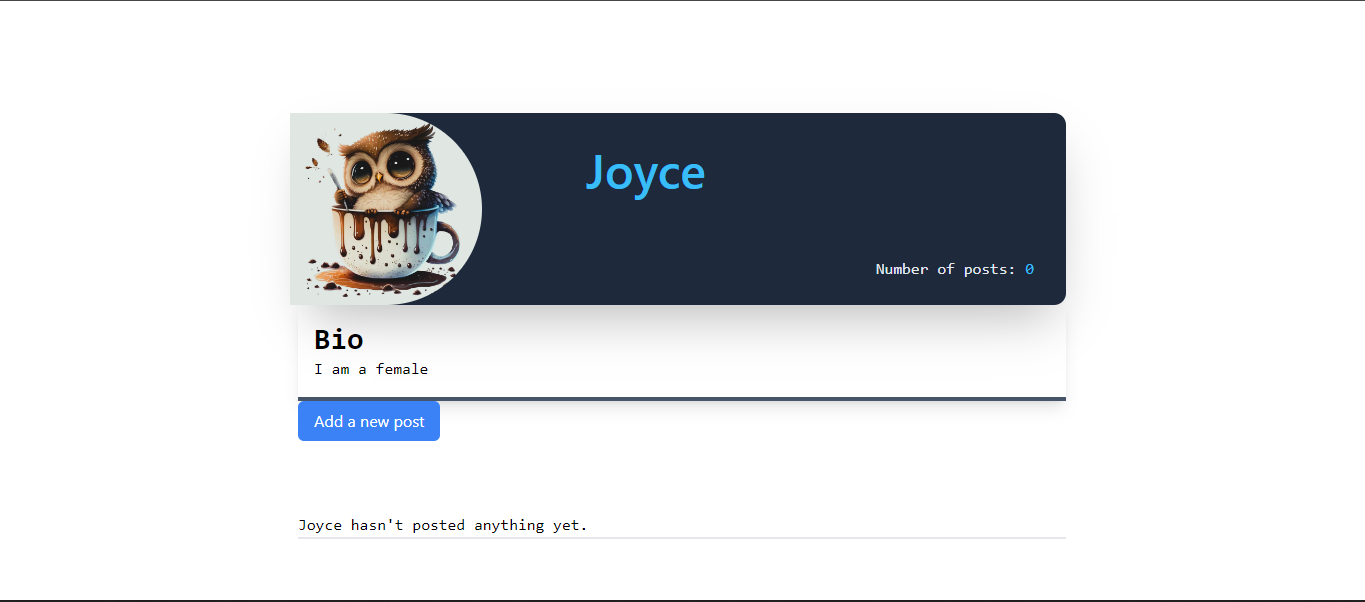 Joyce
Number of posts: 0
Bio
I am a female
Add a new post
Joyce hasn't posted anything yet.